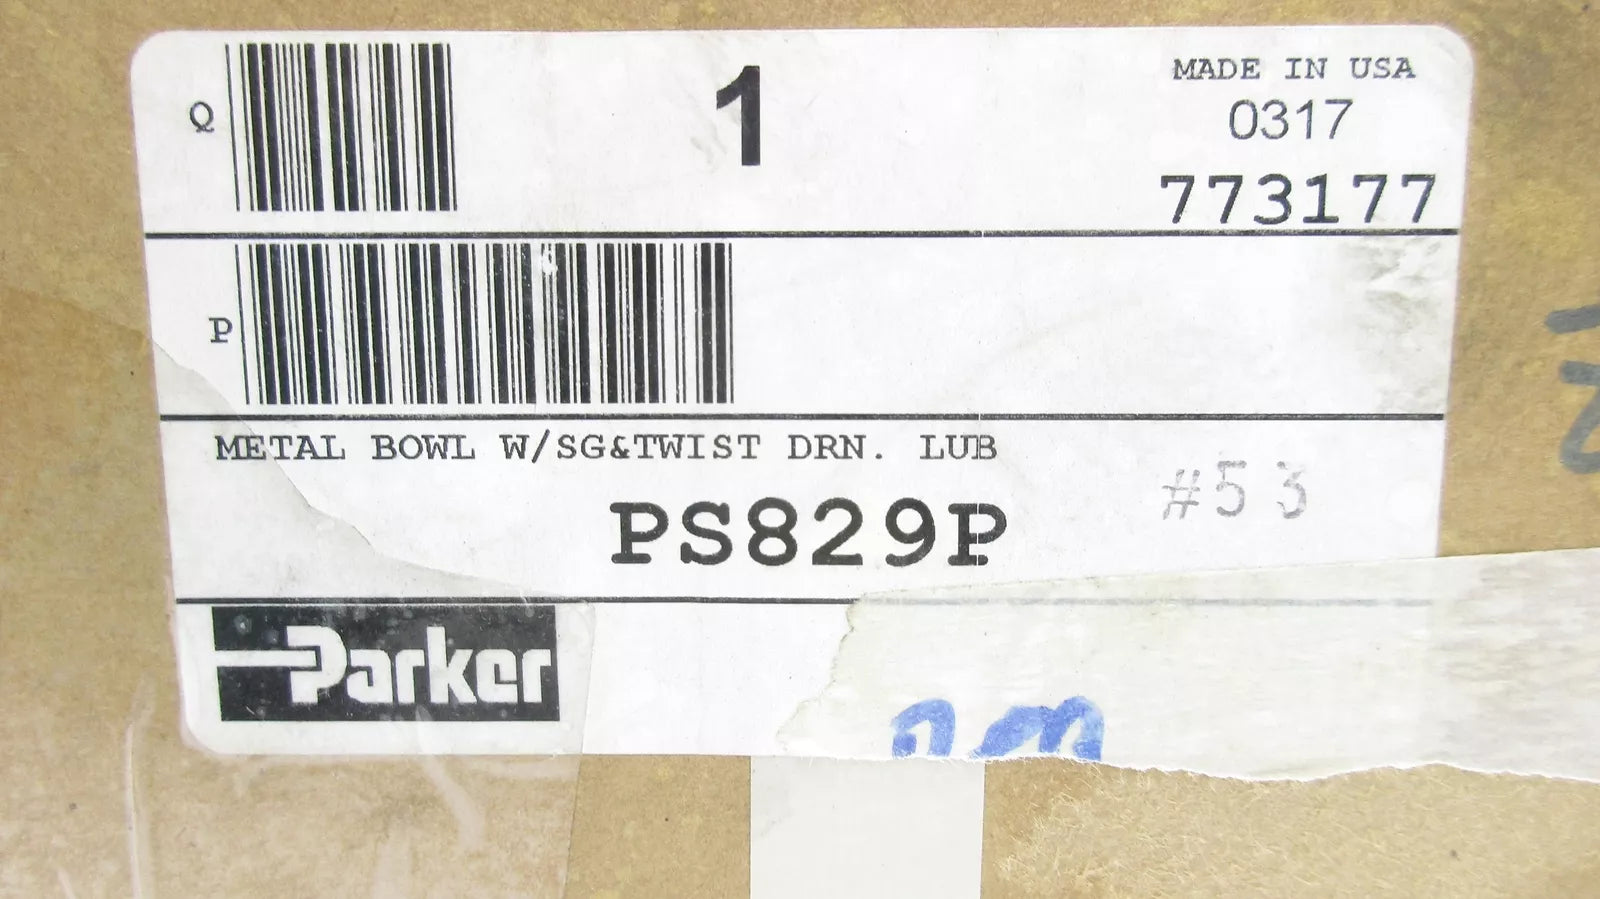 Q
1
MADE IN USA
0317
773177
P
METAL BOWL W/SG&TWIST DRN. LUB
#53
PS829P
Parker